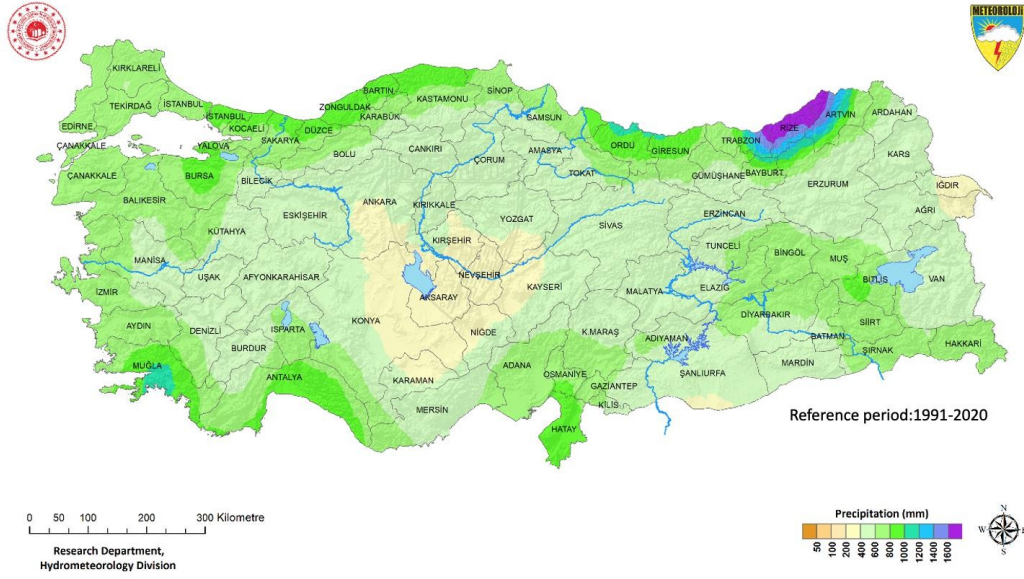 METEOROLOJİ
KIRKLARELİ
TEKİRDAĞ
İSTANBUL
EDİRNE
ÇANAKKALE
İSTANBUL
KOCAELİ
YALOVA
SAKARYA
DÜZCE
ZONGULDAK
BARTIN
KARABÜK
KASTAMONU
SİNOP
SAMSUN
ORDU
GİRESUN
TRABZON
RİZE
ARTVİN
ARDAHAN
ÇANAKKALE
BURSA
BİLECİK
BOLU
ÇANKIRI
ÇORUM
AMASYA
TOKAT
GÜMÜŞHANE
BAYBURT
ERZURUM
KARS
IĞDIR
AĞRI
BALIKESİR
KÜTAHYA
ESKİŞEHİR
ANKARA
KIRIKKALE
YOZGAT
SİVAS
ERZİNCAN
TUNCELİ
BİNGÖL
MUŞ
BİTLİS
VAN
MANİSA
UŞAK
AFYONKARAHİSAR
KIRŞEHİR
NEVŞEHİR
AKSARAY
KAYSERİ
MALATYA
ELAZIĞ
DİYARBAKIR
BATMAN
SİİRT
ŞIRNAK
HAKKARİ
İZMİR
AYDIN
DENİZLİ
ISPARTA
BURDUR
KONYA
NİĞDE
K.MARAŞ
ADIYAMAN
MARDİN
MUĞLA
ANTALYA
KARAMAN
MERSİN
ADANA
OSMANİYE
GAZİANTEP
KİLİS
ŞANLIURFA
HATAY
Reference period:1991-2020
0 50 100 200 300 Kilometre
Research Department,
Hydrometeorology Division
Precipitation (mm)
50 100 200 400 600 800 1000 1200 1400 1600
N
W
S